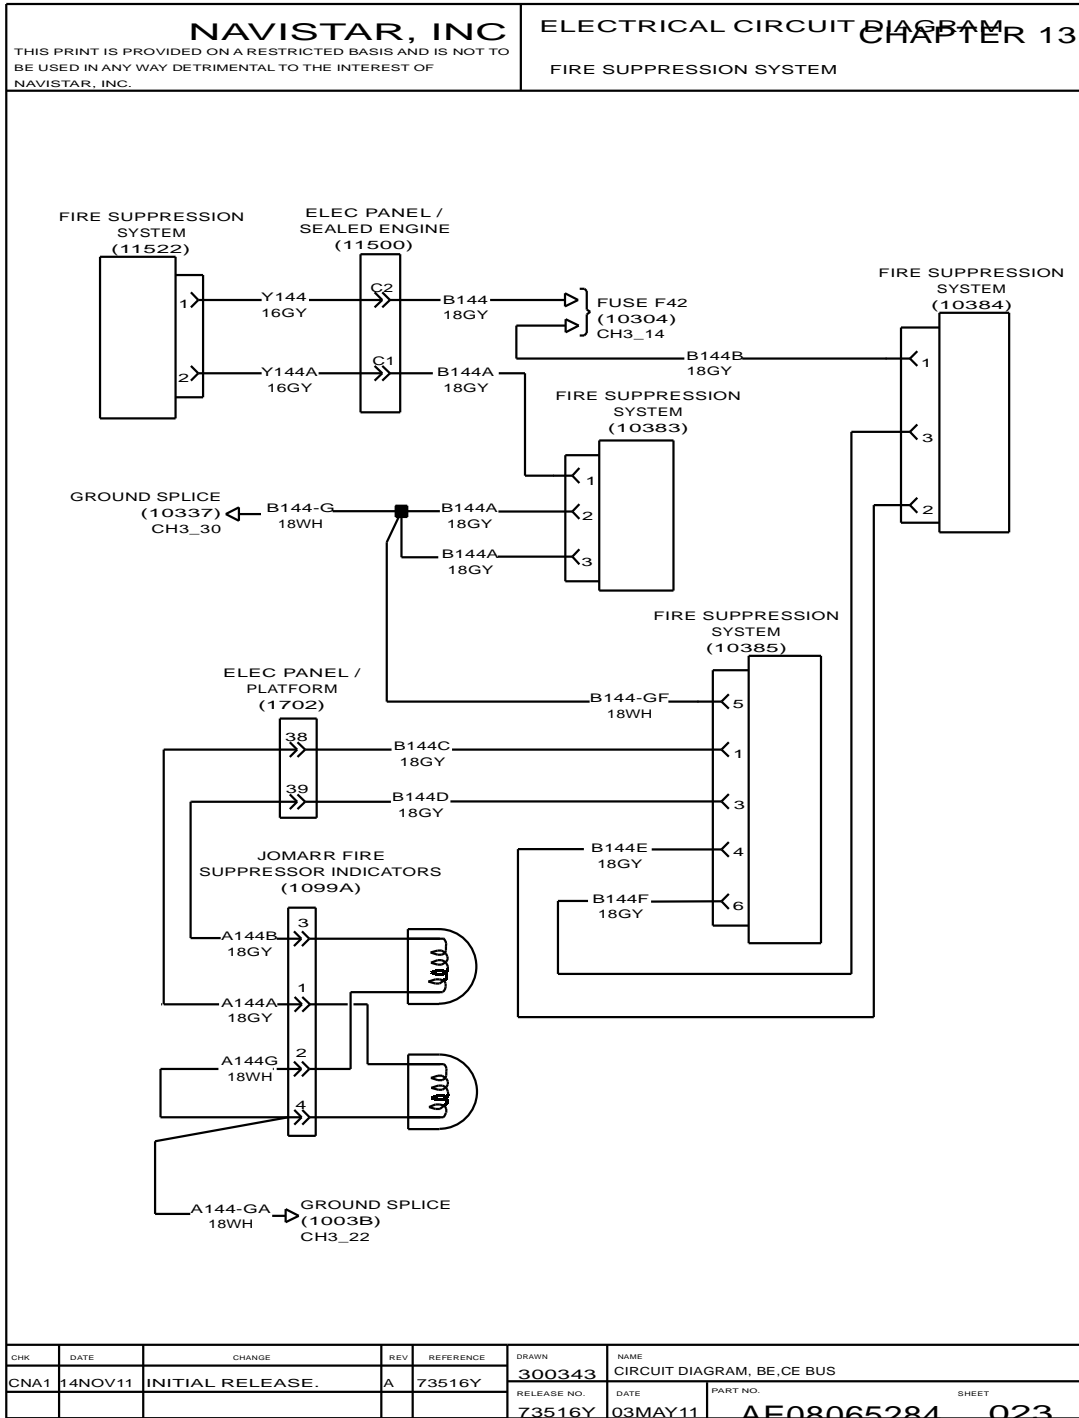 NAVISTAR, INC
THIS PRINT IS PROVIDED ON A RESTRICTED BASIS AND IS NOT TO
BE USED IN ANY WAY DETRIMENTAL TO THE INTEREST OF
NAVISTAR, INC.
ELECTRICAL CIRCUIT DIAGRAM
CHAPTER 13
FIRE SUPPRESSION SYSTEM
FIRE SUPPRESSION
SYSTEM
(11522)
1
2
Y144
16GY
Y144A
16GY
ELEC PANEL /
SEALED ENGINE
(11500)
C2
C1
B144
18GY
B144A
18GY
FUSE F42
(10304)
CH3_14
B144B
18GY
FIRE SUPPRESSION
SYSTEM
(10384)
1
3
2
FIRE SUPPRESSION
SYSTEM
(10383)
1
2
3
GROUND SPLICE
(10337)
CH3_30
B144-G
18WH
B144A
18GY
B144A
18GY
FIRE SUPPRESSION
SYSTEM
(10385)
5
1
3
4
6
B144-GF
18WH
ELEC PANEL /
PLATFORM
(1702)
38
39
B144C
18GY
B144D
18GY
B144E
18GY
B144F
18GY
JOMARR FIRE
SUPPRESSOR INDICATORS
(1099A)
3
1
2
4
A144B
18GY
A144A
18GY
A144G
18WH
A144-GA
18WH
GROUND SPLICE
(1003B)
CH3_22
CHK DATE CHANGE REV REFERENCE
CNA1 14NOV11 INITIAL RELEASE. A 73516Y
DRAWN
300343
NAME
CIRCUIT DIAGRAM, BE,CE BUS
RELEASE NO.
73516Y
DATE
03MAY11
PART NO.
AE08065284
SHEET
023